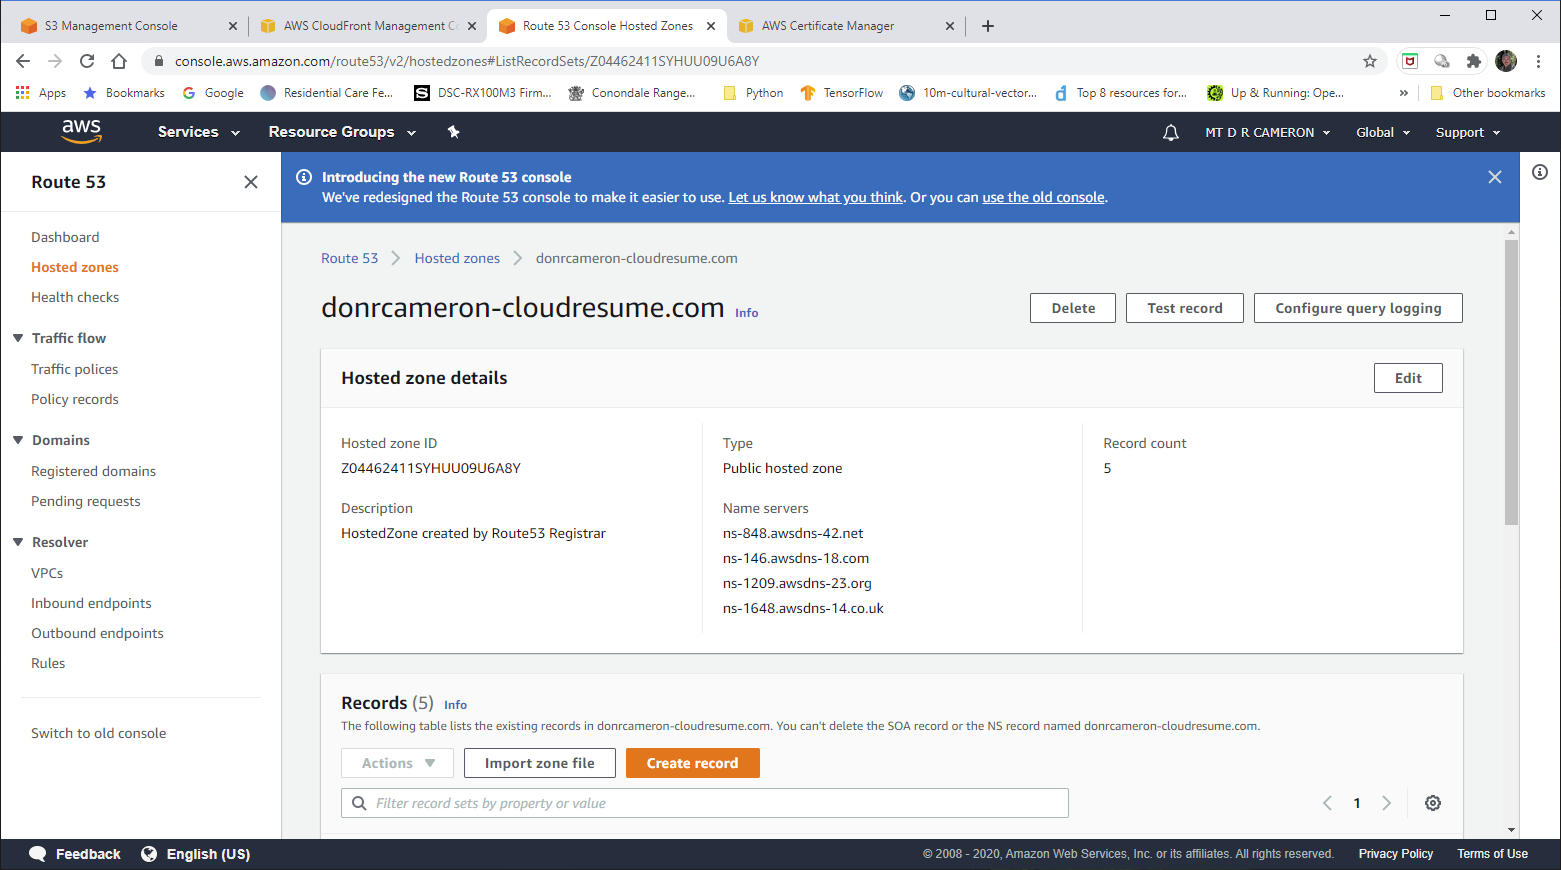 S3 Management Console
AWS CloudFront Management Co
Route 53 Console Hosted Zones
AWS Certificate Manager
console.aws.amazon.com/route53/v2/hostedzones#ListRecordSets/Z04462411SYHUU09U6A8Y
Apps
Bookmarks
Google
Residential Care Fe...
DSC-RX100M3 Firm...
Conondale Range...
Python
TensorFlow
10m-cultural-vector...
Top 8 resources for...
Up & Running: Ope...
»
Other bookmarks
aws
Services
Resource Groups
MT D R CAMERON
Global
Support
Route 53
Introducing the new Route 53 console
We've redesigned the Route 53 console to make it easier to use. Let us know what you think. Or you can use the old console.
Dashboard
Hosted zones
Health checks
Traffic flow
Traffic polices
Policy records
Domains
Registered domains
Pending requests
Resolver
VPCs
Inbound endpoints
Outbound endpoints
Rules
Switch to old console
Route 53
Hosted zones
donrcameron-cloudresume.com
donrcameron-cloudresume.com Info
Delete
Test record
Configure query logging
Hosted zone details
Edit
Hosted zone ID
Z04462411SYHUU09U6A8Y
Description
HostedZone created by Route53 Registrar
Type
Public hosted zone
Name servers
ns-848.awsdns-42.net
ns-146.awsdns-18.com
ns-1209.awsdns-23.org
ns-1648.awsdns-14.co.uk
Record count
5
Records (5) Info
The following table lists the existing records in donrcameron-cloudresume.com. You can't delete the SOA record or the NS record named donrcameron-cloudresume.com.
Actions
Import zone file
Create record
Filter record sets by property or value
1
Feedback
English (US)
© 2008 - 2020, Amazon Web Services, Inc. or its affiliates. All rights reserved.
Privacy Policy
Terms of Use